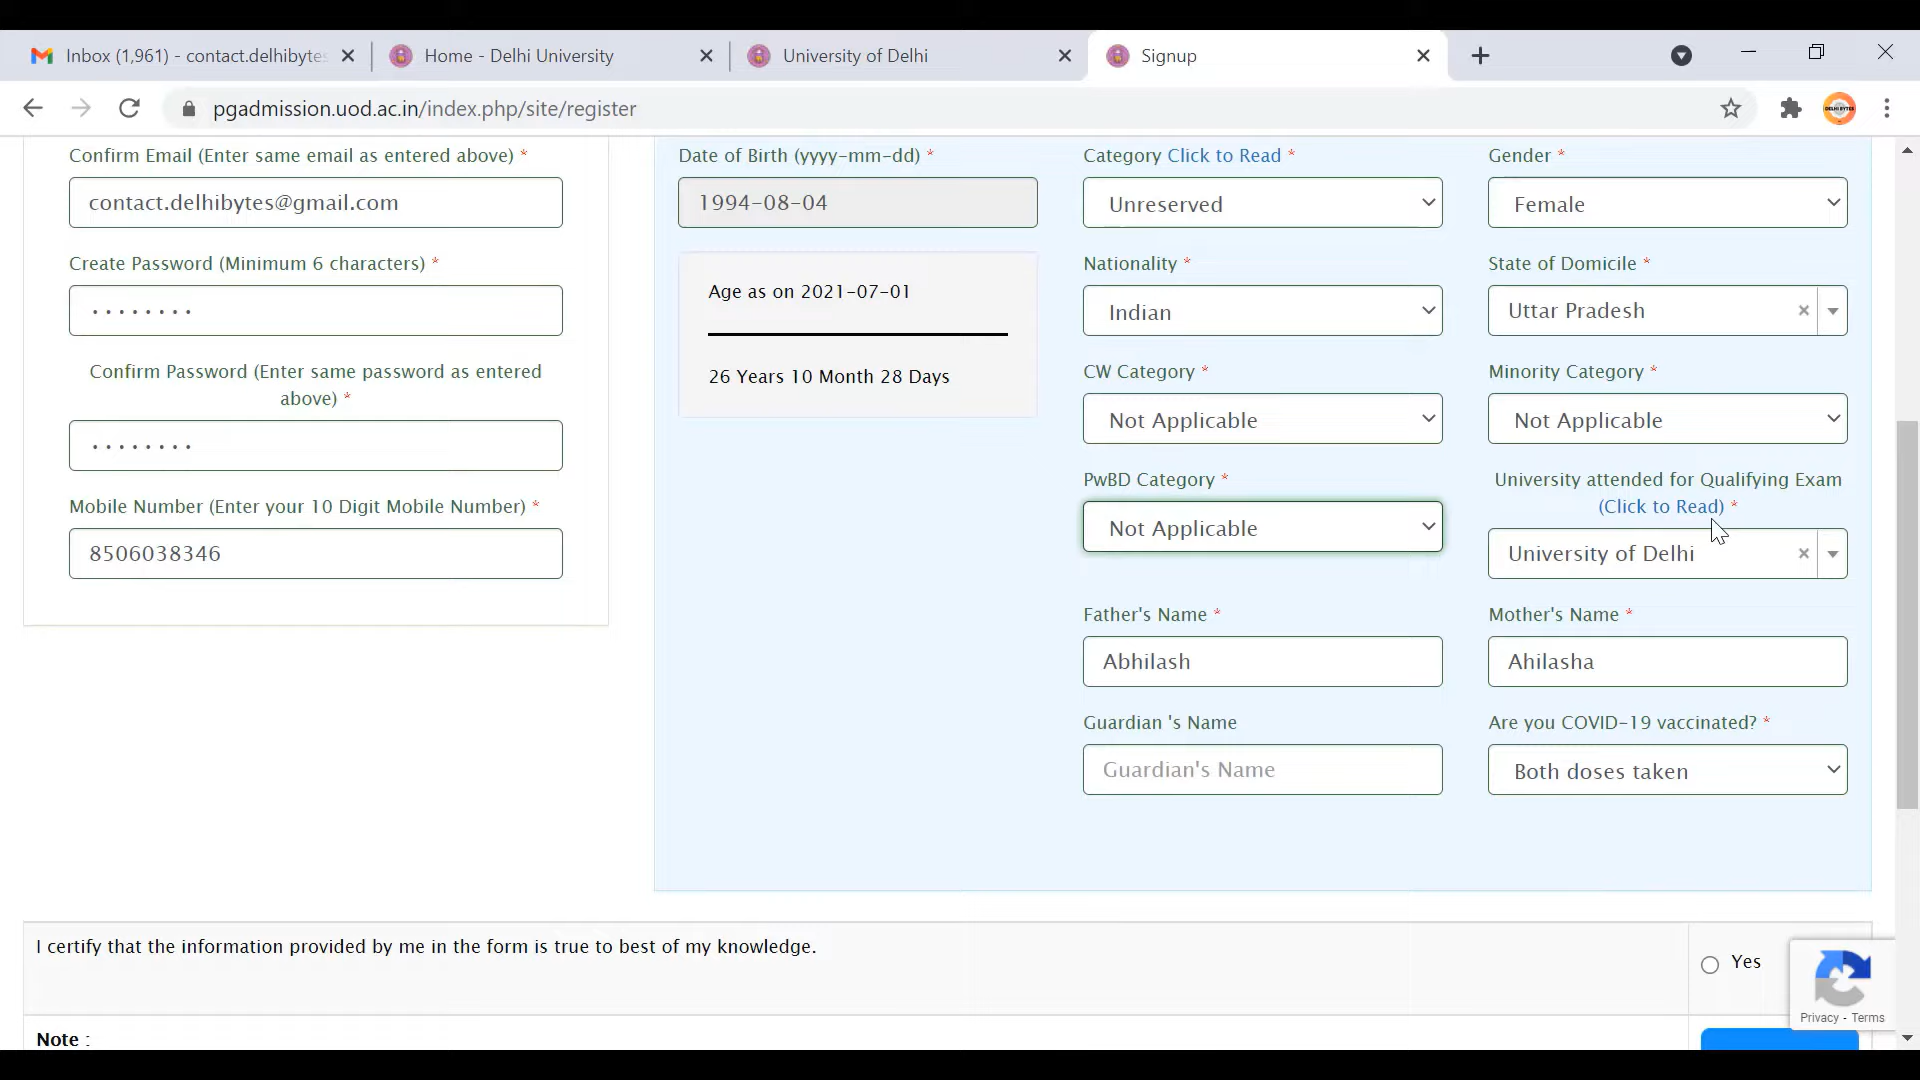 Inbox (1,961) - contact.delhibytes
Home - Delhi University
University of Delhi
Signup
pgadmission.uod.ac.in/index.php/site/register
DELHI BYTES
Confirm Email (Enter same email as entered above) *
contact.delhibytes@gmail.com
Create Password (Minimum 6 characters) *
Confirm Password (Enter same password as entered
above) *
Mobile Number (Enter your 10 Digit Mobile Number) *
8506038346
Date of Birth (yyyy-mm-dd) *
1994-08-04
Age as on 2021-07-01
26 Years 10 Month 28 Days
Category Click to Read *
Unreserved
Gender *
Female
Nationality *
Indian
State of Domicile *
Uttar Pradesh
CW Category *
Not Applicable
Minority Category *
Not Applicable
PwBD Category *
Not Applicable
University attended for Qualifying Exam
(Click to Read) *
University of Delhi
Father's Name *
Abhilash
Mother's Name *
Ahilasha
Guardian 's Name
Guardian's Name
Are you COVID-19 vaccinated? *
Both doses taken
I certify that the information provided by me in the form is true to best of my knowledge.
Yes
Privacy - Terms
Note :